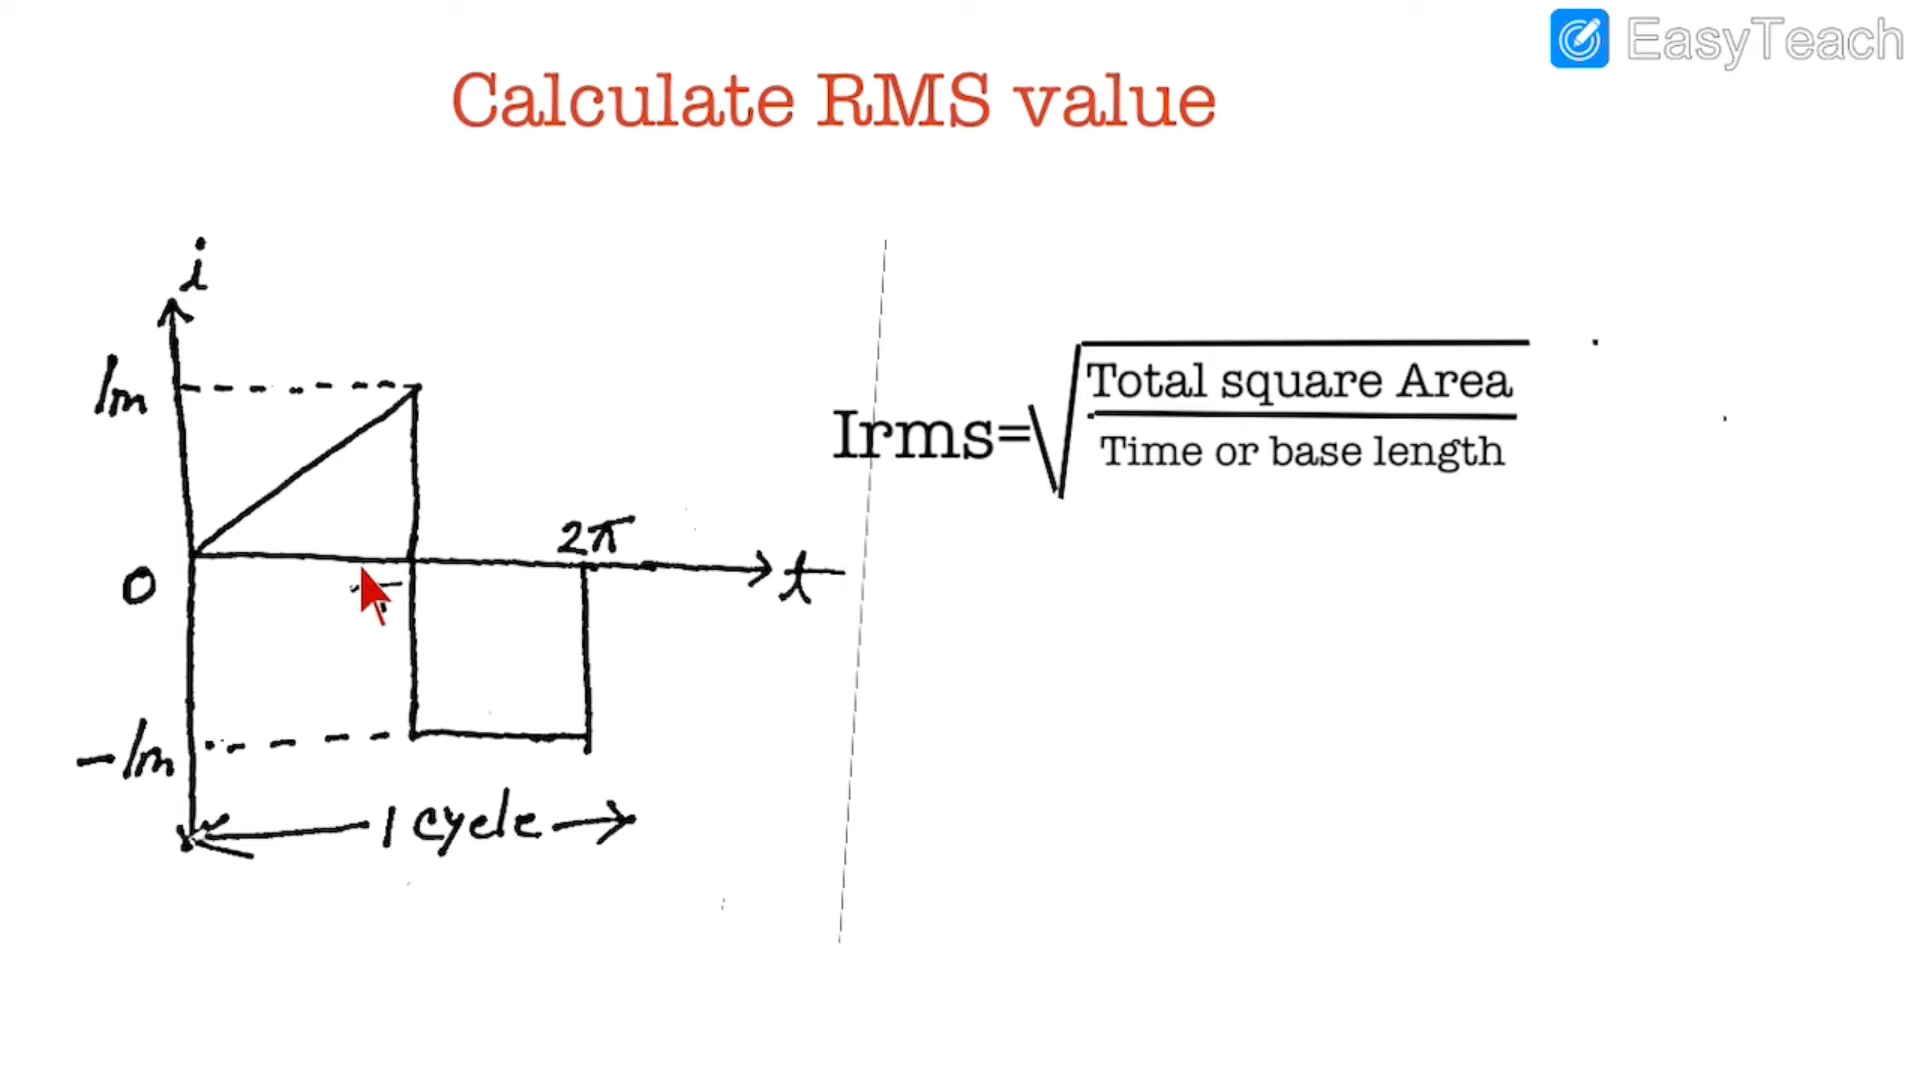 EasyTeach
Calculate RMS value
i
Im
0
2π
t
-Im
1 cycle
Irms=√
Total square Area
Time or base length